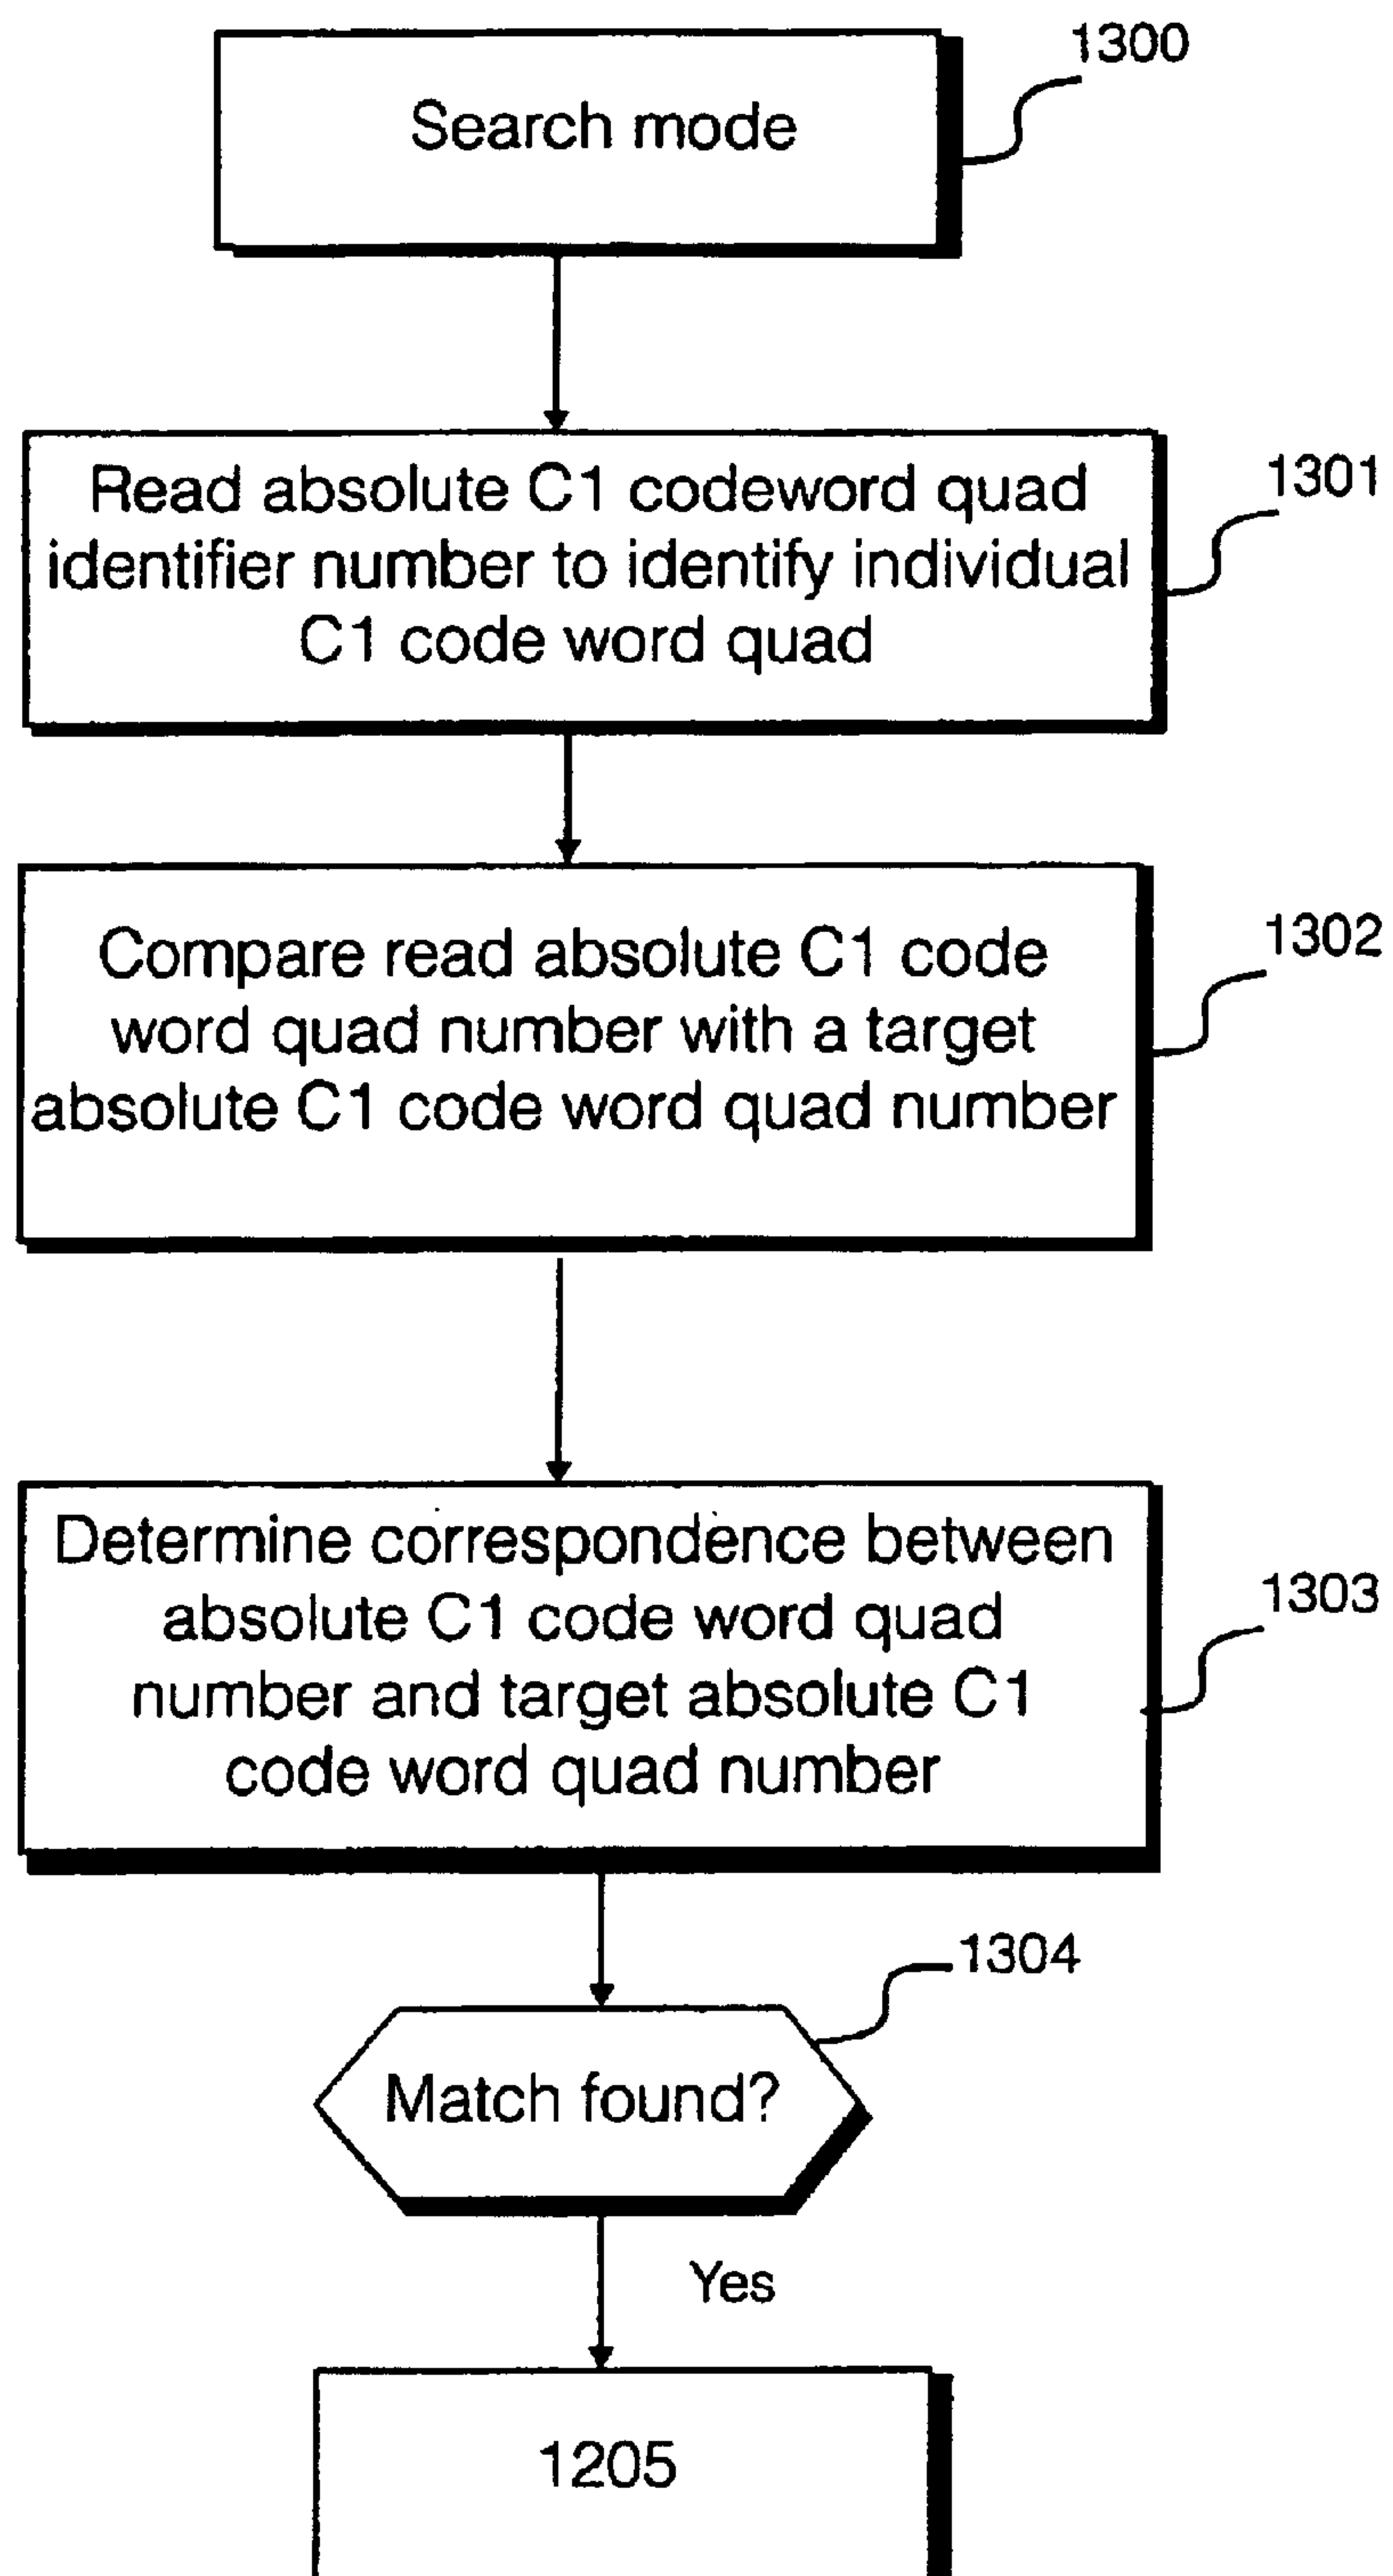 1300
Search mode
1301
Read absolute C1 codeword quad
identifier number to identify individual
C1 code word quad
1302
Compare read absolute C1 code
word quad number with a target
absolute C1 code word quad number
1303
Determine correspondence between
absolute C1 code word quad
number and target absolute C1
code word quad number
1304
Match found?
Yes
1205